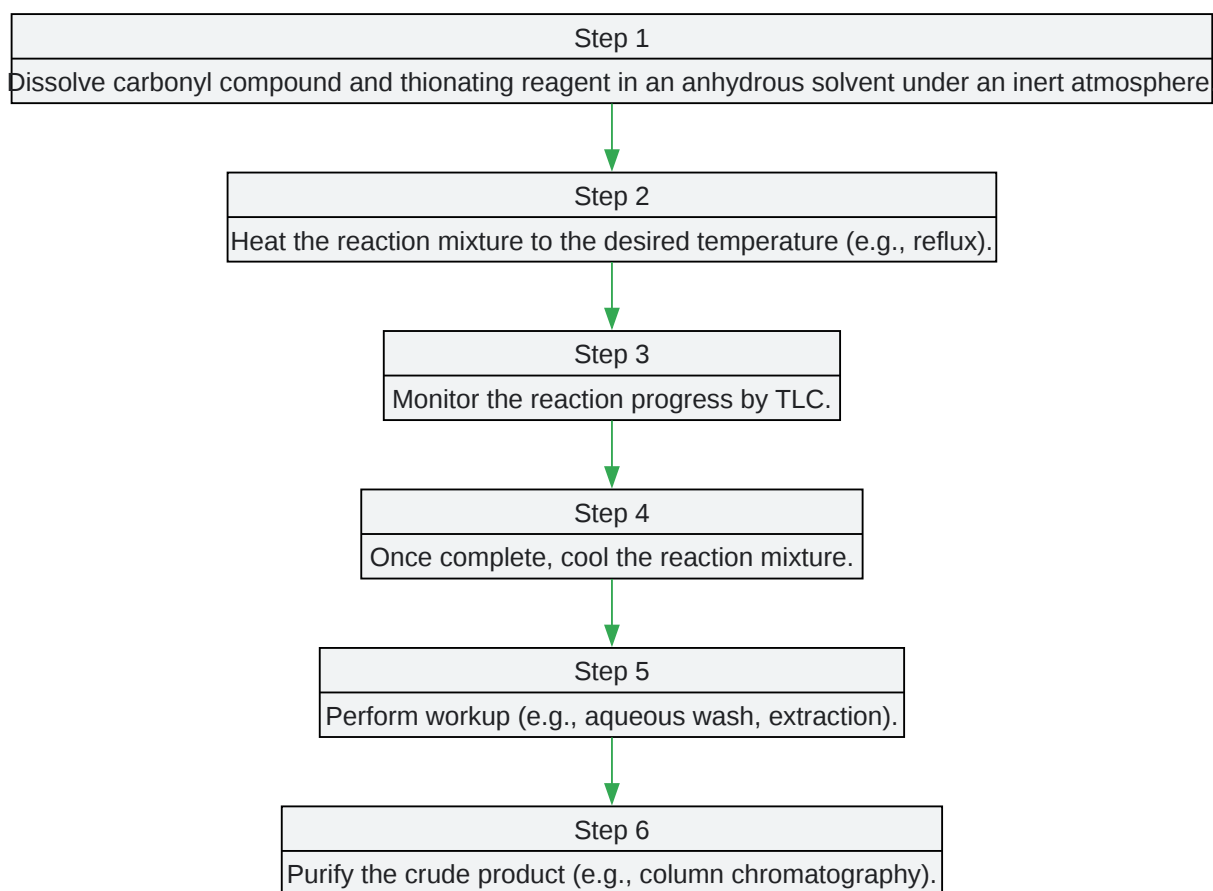 Step 1
Dissolve carbonyl compound and thionating reagent in an anhydrous solvent under an inert atmosphere.
Step 2
Heat the reaction mixture to the desired temperature (e.g., reflux).
Step 3
Monitor the reaction progress by TLC.
Step 4
Once complete, cool the reaction mixture.
Step 5
Perform workup (e.g., aqueous wash, extraction).
Step 6
Purify the crude product (e.g., column chromatography).